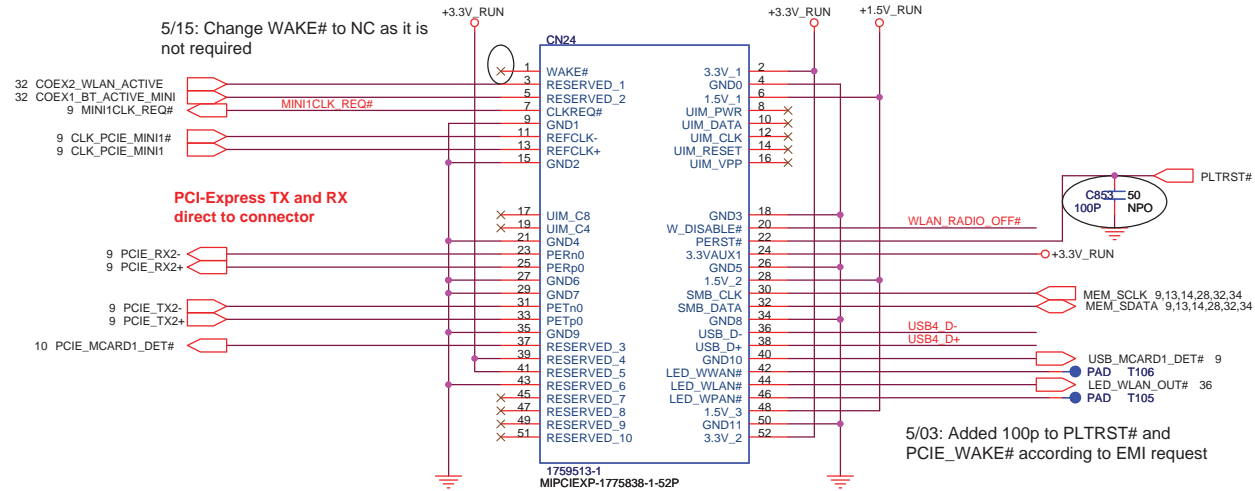 5/15: Change WAKE# to NC as it is
not required
+3.3V_RUN
+3.3V_RUN
+1.5V_RUN
CN24
32 COEX2_WLAN_ACTIVE
32 COEX1_BT_ACTIVE_MINI
9 MINI1CLK_REQ#
MINI1CLK_REQ#
9 CLK_PCIE_MINI1#
9 CLK_PCIE_MINI1
PCI-Express TX and RX
direct to connector
9 PCIE_RX2-
9 PCIE_RX2+
9 PCIE_TX2-
9 PCIE_TX2+
10 PCIE_MCARD1_DET#
1 WAKE#
3 RESERVED_1
5 RESERVED_2
7 CLKREQ#
9 GND1
11 REFCLK-
13 REFCLK+
15 GND2
17 UIM_C8
19 UIM_C4
21 GND4
23 PERn0
25 PERp0
27 GND6
29 GND7
31 PETn0
33 PETp0
35 GND9
37 RESERVED_3
39 RESERVED_4
41 RESERVED_5
43 RESERVED_6
45 RESERVED_7
47 RESERVED_8
49 RESERVED_9
51 RESERVED_10
3.3V_1 2
GND0 4
1.5V_1 6
UIM_PWR 8
UIM_DATA 10
UIM_CLK 12
UIM_RESET 14
UIM_VPP 16
GND3 18
W_DISABLE# 20
PERST# 22
3.3VAUX1 24
GND5 26
1.5V_2 28
SMB_CLK 30
SMB_DATA 32
GND8 34
USB_D- 36
USB_D+ 38
GND10 40
LED_WWAN# 42
LED_WLAN# 44
LED_WPAN# 46
1.5V_3 48
GND11 50
3.3V_2 52
1759513-1
MIPCIEXP-1775838-1-52P
PLTRST#
C853 50
100P NPO
WLAN_RADIO_OFF#
+3.3V_RUN
MEM_SCLK 9,13,14,28,32,34
MEM_SDATA 9,13,14,28,32,34
USB4_D-
USB4_D+
USB_MCARD1_DET# 9
PAD T106
LED_WLAN_OUT# 36
PAD T105
5/03: Added 100p to PLTRST# and
PCIE_WAKE# according to EMI request